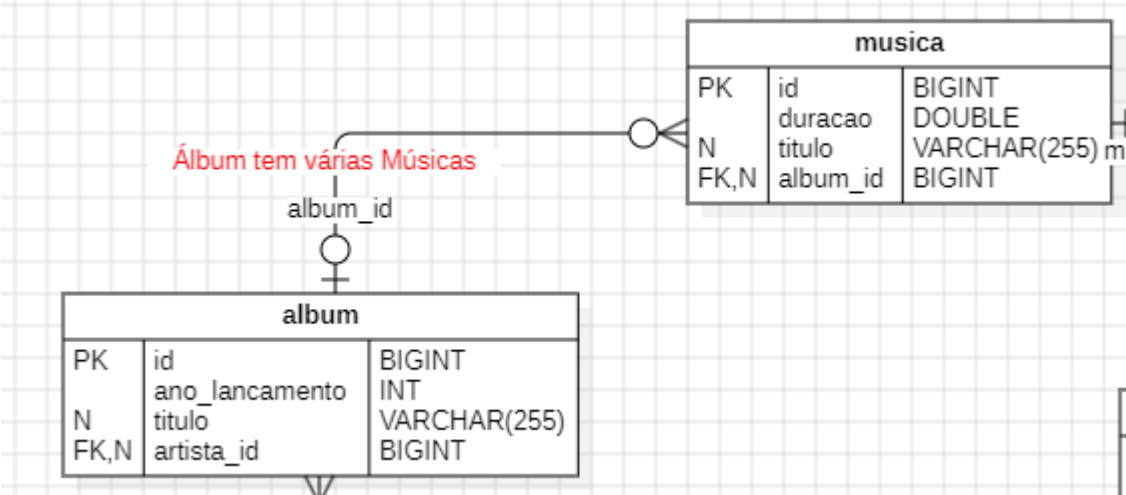 musica
PK id BIGINT
duracao DOUBLE
N titulo VARCHAR(255)
FK,N album_id BIGINT
m
Álbum tem várias Músicas
album_id
album
PK id BIGINT
ano_lancamento INT
N titulo VARCHAR(255)
FK,N artista_id BIGINT